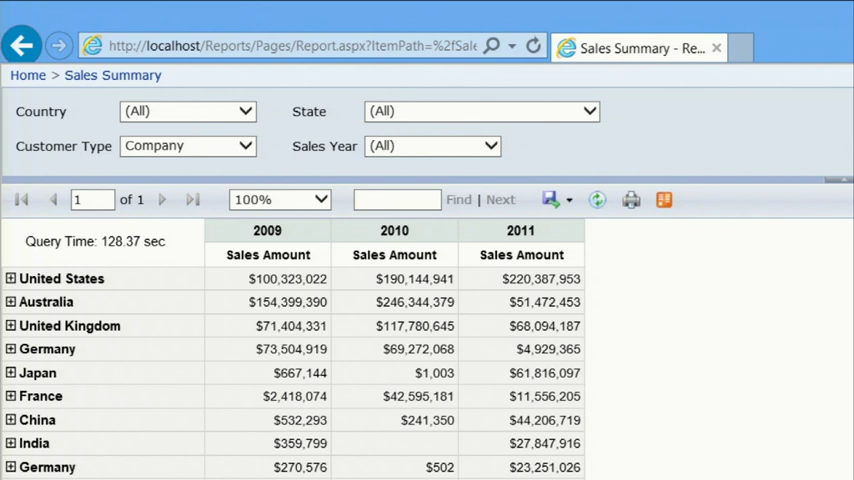 http://localhost/Reports/Pages/Report.aspx?ItemPath=%2fSale
Sales Summary - Re...
Home > Sales Summary
Country (All) State (All)
Customer Type Company Sales Year (All)
1 of 1 100% Find | Next
Query Time: 128.37 sec 2009 2010 2011
Sales Amount Sales Amount Sales Amount
United States $100,323,022 $190,144,941 $220,387,953
Australia $154,399,390 $246,344,379 $51,472,453
United Kingdom $71,404,331 $117,780,645 $68,094,187
Germany $73,504,919 $69,272,068 $4,929,365
Japan $667,144 $1,003 $61,816,097
France $2,418,074 $42,595,181 $11,556,205
China $532,293 $241,350 $44,206,719
India $359,799 $27,847,916
Germany $270,576 $502 $23,251,026